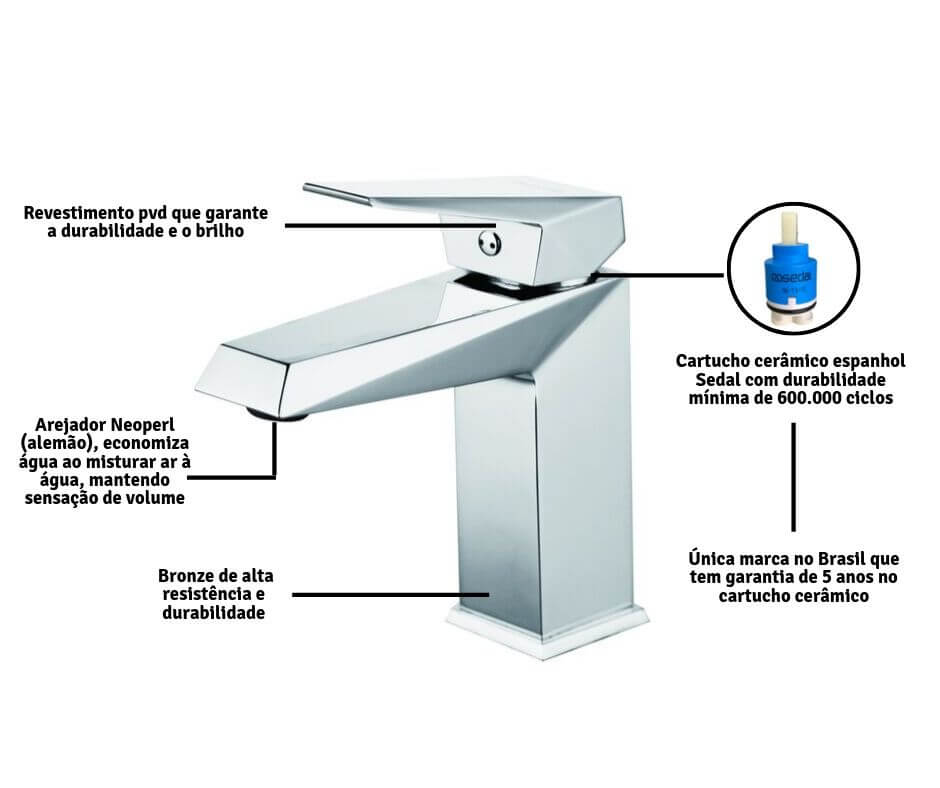 Revestimento pvd que garante
a durabilidade e o brilho
Arejador Neoperl
(alemão), economiza
água ao misturar ar à
água, mantendo
sensação de volume
Bronze de alta
resistência e
durabilidade
sedal
Cartucho cerâmico espanhol
Sedal com durabilidade
mínima de 600.000 ciclos
Única marca no Brasil que
tem garantia de 5 anos no
cartucho cerâmico